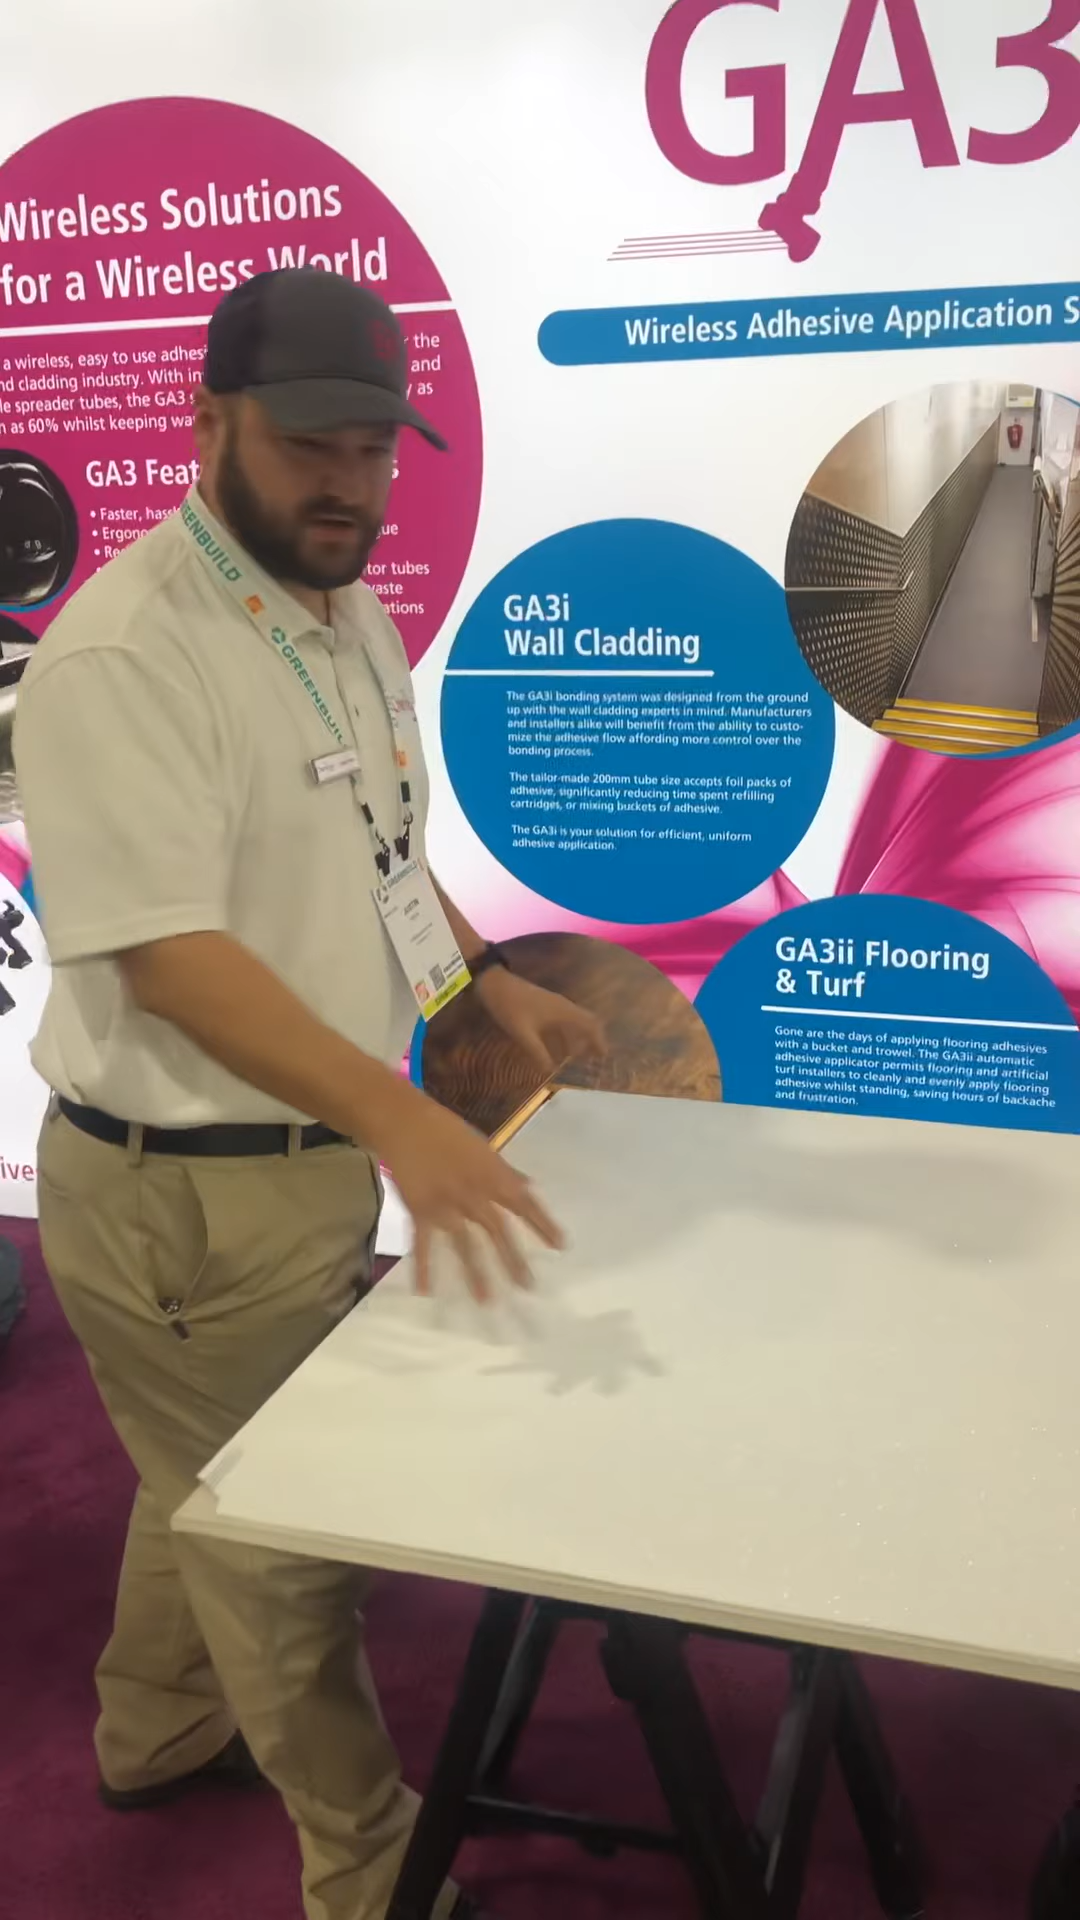 GA3
Wireless Solutions
for a Wireless World
Wireless Adhesive Application S
a wireless, easy to use adhes
the
nd cladding industry. With in
and
le spreader tubes, the GA3
as
as 60% whilst keeping wa
GA3 Feat
• Faster, hass
• Ergono
• Re
ue
tor tubes
waste
ations
GREENBUILD
GREENBUIL
JUSTIN
GA3i
Wall Cladding
The GA3i bonding system was designed from the ground
up with the wall cladding experts in mind. Manufacturers
and installers alike will benefit from the ability to custo-
mize the adhesive flow affording more control over the
bonding process.
The tailor-made 200mm tube size accepts foil packs of
adhesive, significantly reducing time spent refilling
cartridges, or mixing buckets of adhesive.
The GA3i is your solution for efficient, uniform
adhesive application.
GA3ii Flooring
& Turf
Gone are the days of applying flooring adhesives
with a bucket and trowel. The GA3ii automatic
adhesive applicator permits flooring and artificial
turf installers to cleanly and evenly apply flooring
adhesive whilst standing, saving hours of backache
and frustration.
ive